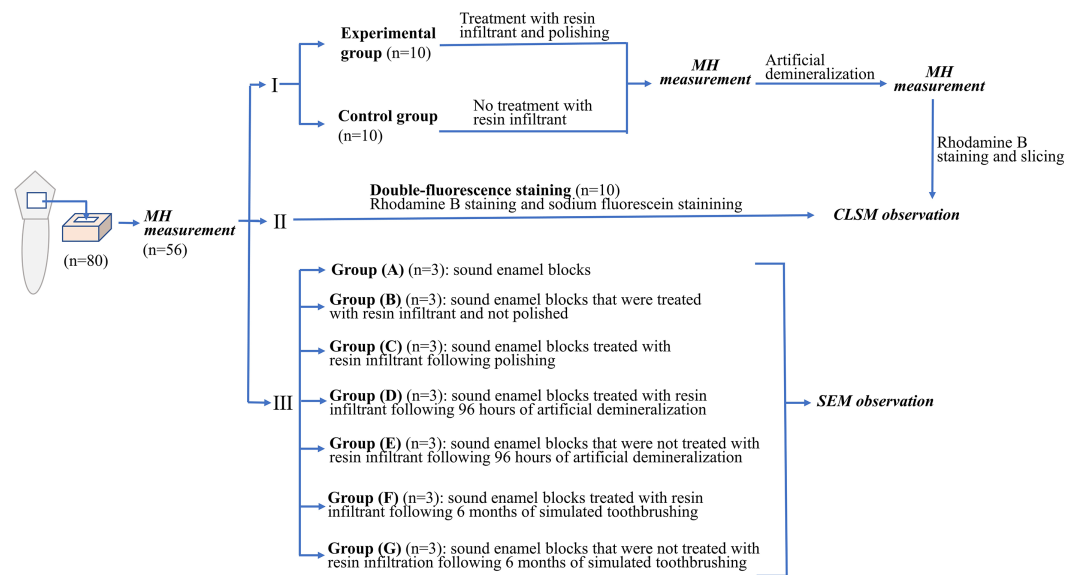 Experimental
group (n=10)
Treatment with resin
infiltrant and polishing
I
Control group
(n=10)
No treatment with
resin infiltrant
MH
measurement
Artificial
demineralization
MH
measurement
Rhodamine B
staining and slicing
(n=80)
MH
measurement
(n=56)
II
Double-fluorescence staining (n=10)
Rhodamine B staining and sodium fluorescein stainining
CLSM observation
III
Group (A) (n=3): sound enamel blocks
Group (B) (n=3): sound enamel blocks that were treated
with resin infiltrant and not polished
Group (C) (n=3): sound enamel blocks treated with
resin infiltrant following polishing
Group (D) (n=3): sound enamel blocks treated with resin
infiltrant following 96 hours of artificial demineralization
Group (E) (n=3): sound enamel blocks that were not treated with
resin infiltrant following 96 hours of artificial demineralization
Group (F) (n=3): sound enamel blocks treated with resin
infiltrant following 6 months of simulated toothbrushing
Group (G) (n=3): sound enamel blocks that were not treated with
resin infiltration following 6 months of simulated toothbrushing
SEM observation